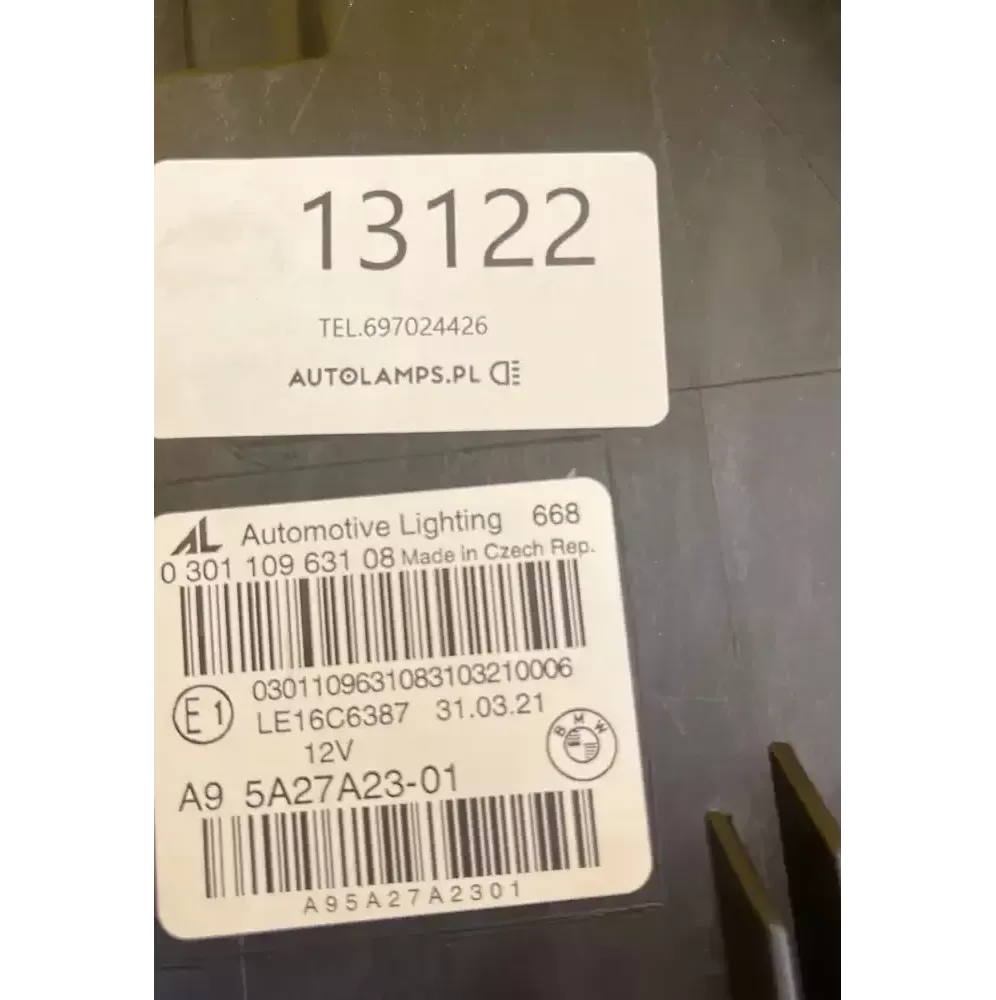 13122
TEL.697024426
AUTOLAMPS.PL
AL Automotive Lighting 668
0 301 109 631 08 Made in Czech Rep.
0301109631083103210006
E1 LE16C6387 31.03.21
12V
BMW
A9 5A27A23-01
A95A27A2301